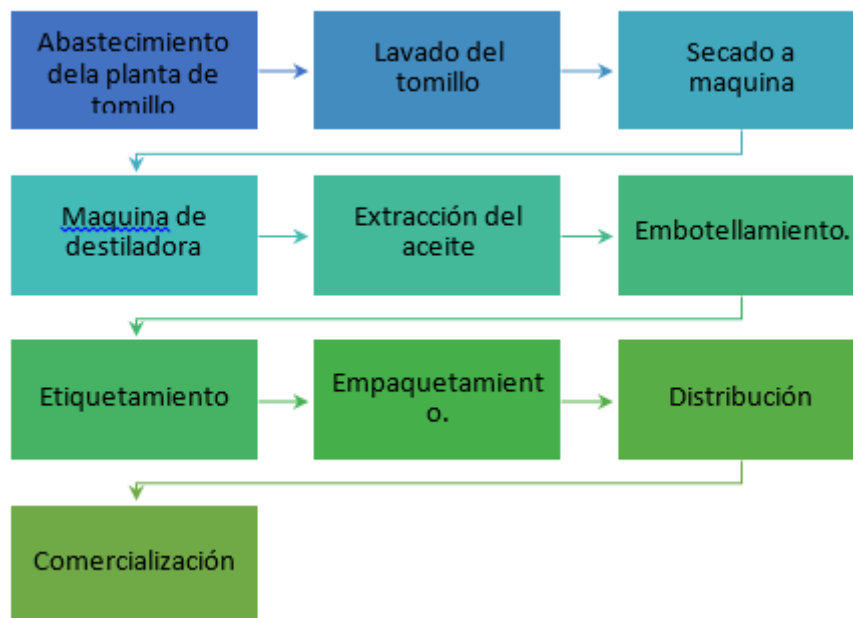 Abastecimiento
dela planta de
tomillo
Lavado del
tomillo
Secado a
maquina
Maquina de
destiladora
Extracción del
aceite
Embotellamiento.
Etiquetamiento
Empaquetamient
o.
Distribución
Comercialización